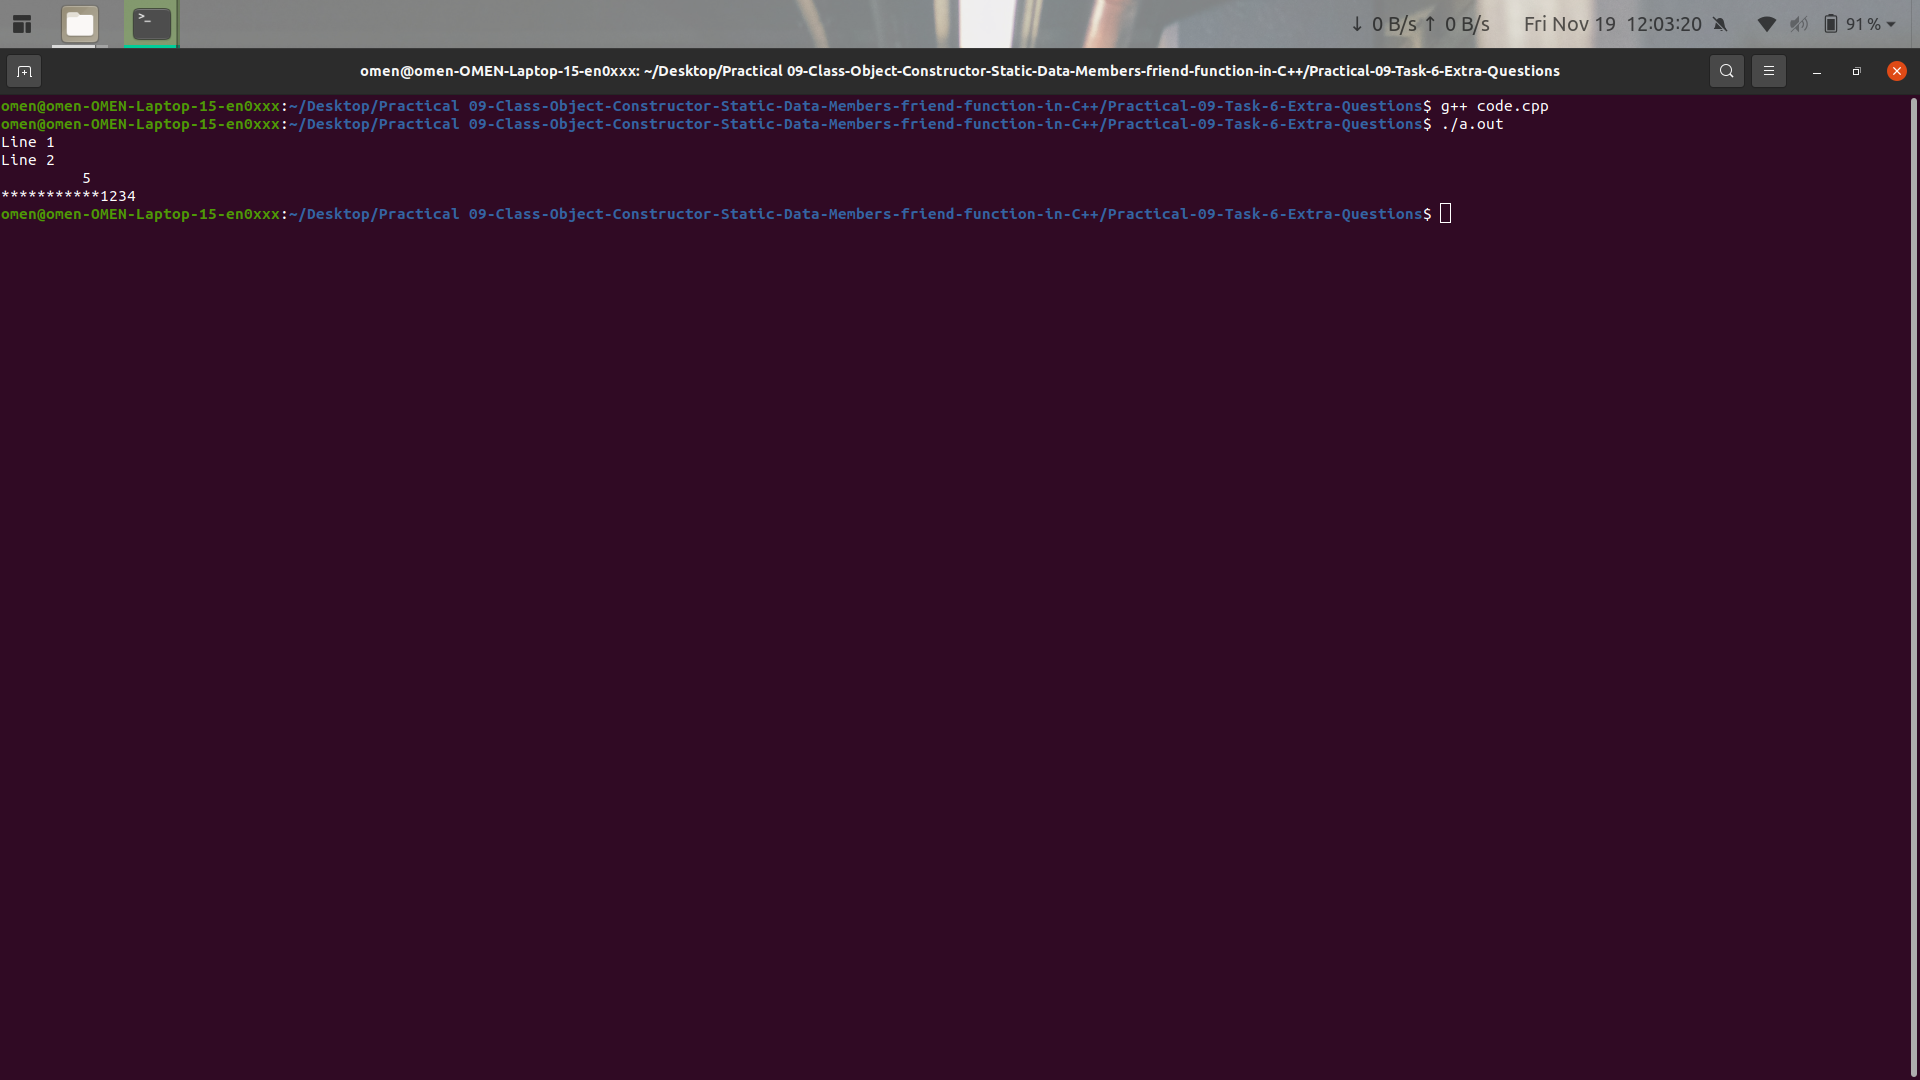 ↓ 0 B/s ↑ 0 B/s Fri Nov 19 12:03:20 91%
omen@omen-OMEN-Laptop-15-en0xxx: ~/Desktop/Practical 09-Class-Object-Constructor-Static-Data-Members-friend-function-in-C++/Practical-09-Task-6-Extra-Questions
omen@omen-OMEN-Laptop-15-en0xxx:~/Desktop/Practical 09-Class-Object-Constructor-Static-Data-Members-friend-function-in-C++/Practical-09-Task-6-Extra-Questions$ g++ code.cpp
omen@omen-OMEN-Laptop-15-en0xxx:~/Desktop/Practical 09-Class-Object-Constructor-Static-Data-Members-friend-function-in-C++/Practical-09-Task-6-Extra-Questions$ ./a.out
Line 1
Line 2
         5
***********1234
omen@omen-OMEN-Laptop-15-en0xxx:~/Desktop/Practical 09-Class-Object-Constructor-Static-Data-Members-friend-function-in-C++/Practical-09-Task-6-Extra-Questions$